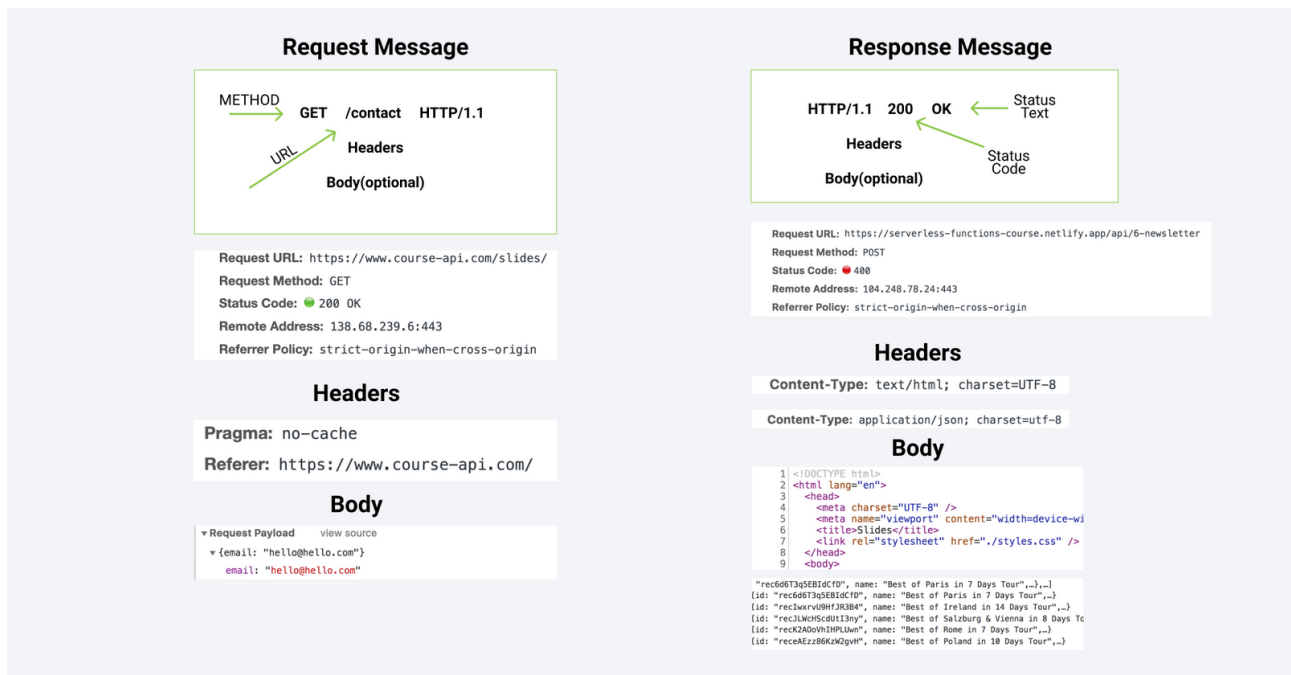 Request Message
METHOD
GET /contact HTTP/1.1
URL
Headers
Body(optional)
Request URL: https://www.course-api.com/slides/
Request Method: GET
Status Code: 200 OK
Remote Address: 138.68.239.6:443
Referrer Policy: strict-origin-when-cross-origin
Headers
Pragma: no-cache
Referer: https://www.course-api.com/
Body
Request Payload view source
{email: "hello@hello.com"}
email: "hello@hello.com"
Response Message
HTTP/1.1 200 OK
Status
Text
Headers
Status
Code
Body(optional)
Request URL: https://serverless-functions-course.netlify.app/api/6-newsletter
Request Method: POST
Status Code: 400
Remote Address: 104.248.78.24:443
Referrer Policy: strict-origin-when-cross-origin
Headers
Content-Type: text/html; charset=UTF-8
Content-Type: application/json; charset=utf-8
Body
1 <!DOCTYPE html>
2 <html lang="en">
3 <head>
4 <meta charset="UTF-8" />
5 <meta name="viewport" content="width=device-wi
6 <title>Slides</title>
7 <link rel="stylesheet" href="./styles.css" />
8 </head>
9 <body>
"rec6d6T3q5EBIdCfD", name: "Best of Paris in 7 Days Tour",…},…]
{id: "rec6d6T3q5EBIdCfD", name: "Best of Paris in 7 Days Tour",…}
{id: "recIwxrvU9HfJR3B4", name: "Best of Ireland in 14 Days Tour",…}
{id: "recJLWcHScdUtI3ny", name: "Best of Salzburg & Vienna in 8 Days To
{id: "recK2AOoVhIHPLUwn", name: "Best of Rome in 7 Days Tour",…}
{id: "receAEzz86KzW2gvH", name: "Best of Poland in 10 Days Tour",…}